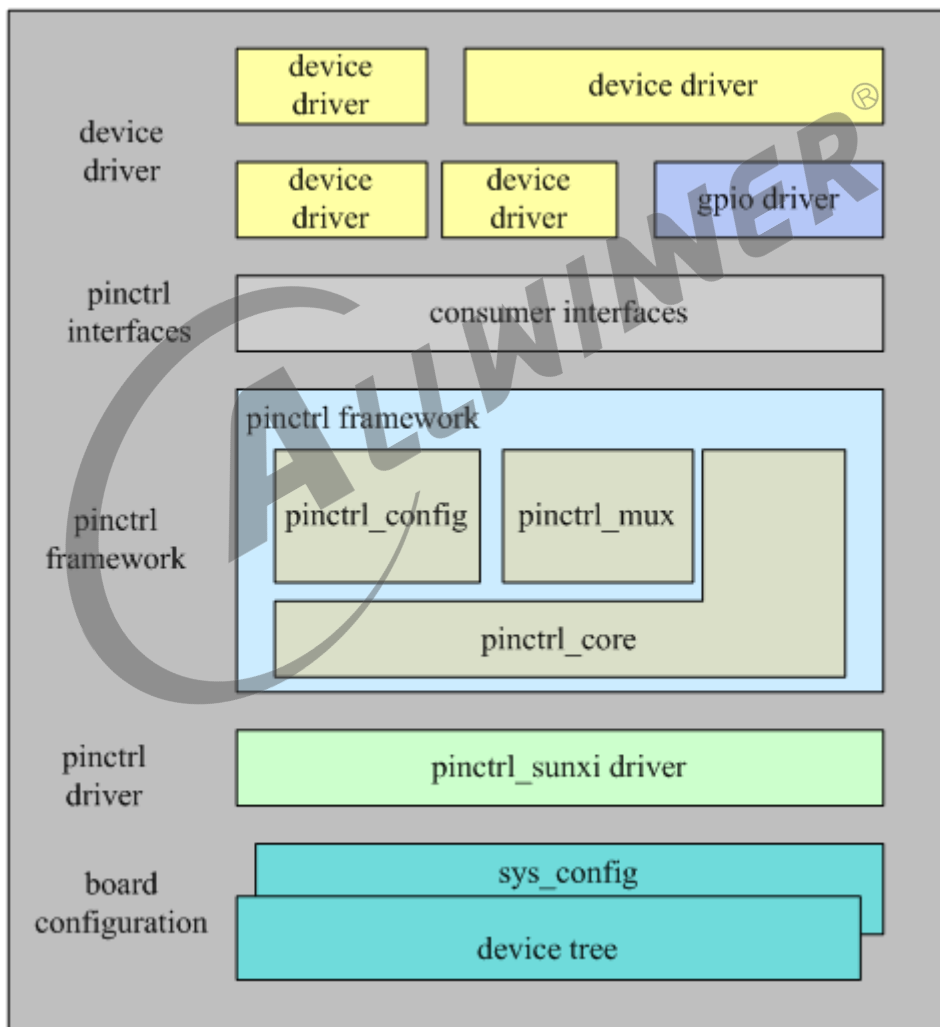 device
driver
device
driver
device driver
device
driver
device
driver
gpio driver
pinctrl
interfaces
consumer interfaces
pinctrl
framework
pinctrl framework
pinctrl_config
pinctrl_mux
pinctrl_core
pinctrl
driver
pinctrl_sunxi driver
board
configuration
sys_config
device tree
ALLWINNER®